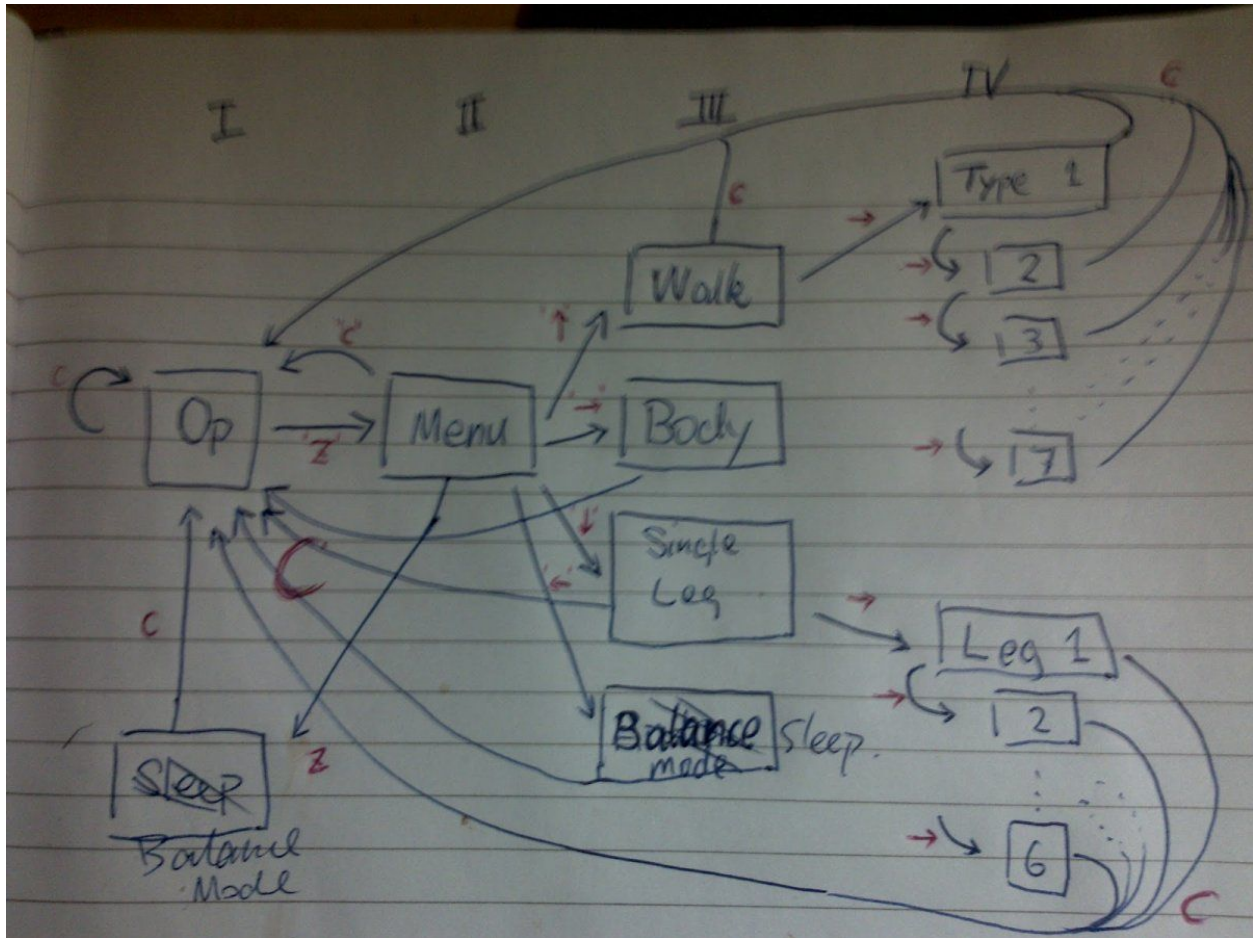 I II III IV C
Type 1
C →
→ 2
Walk
→ 3
'↑'
'C'
C
Op 'Z' Menu '→' Body
→ 7
'↓'
Single
Leg
'←'
C
→
C
Leg 1
→ 2
Balance
mode
Sleep.
Z
Sleep
Balance
Mode
→ 6
C